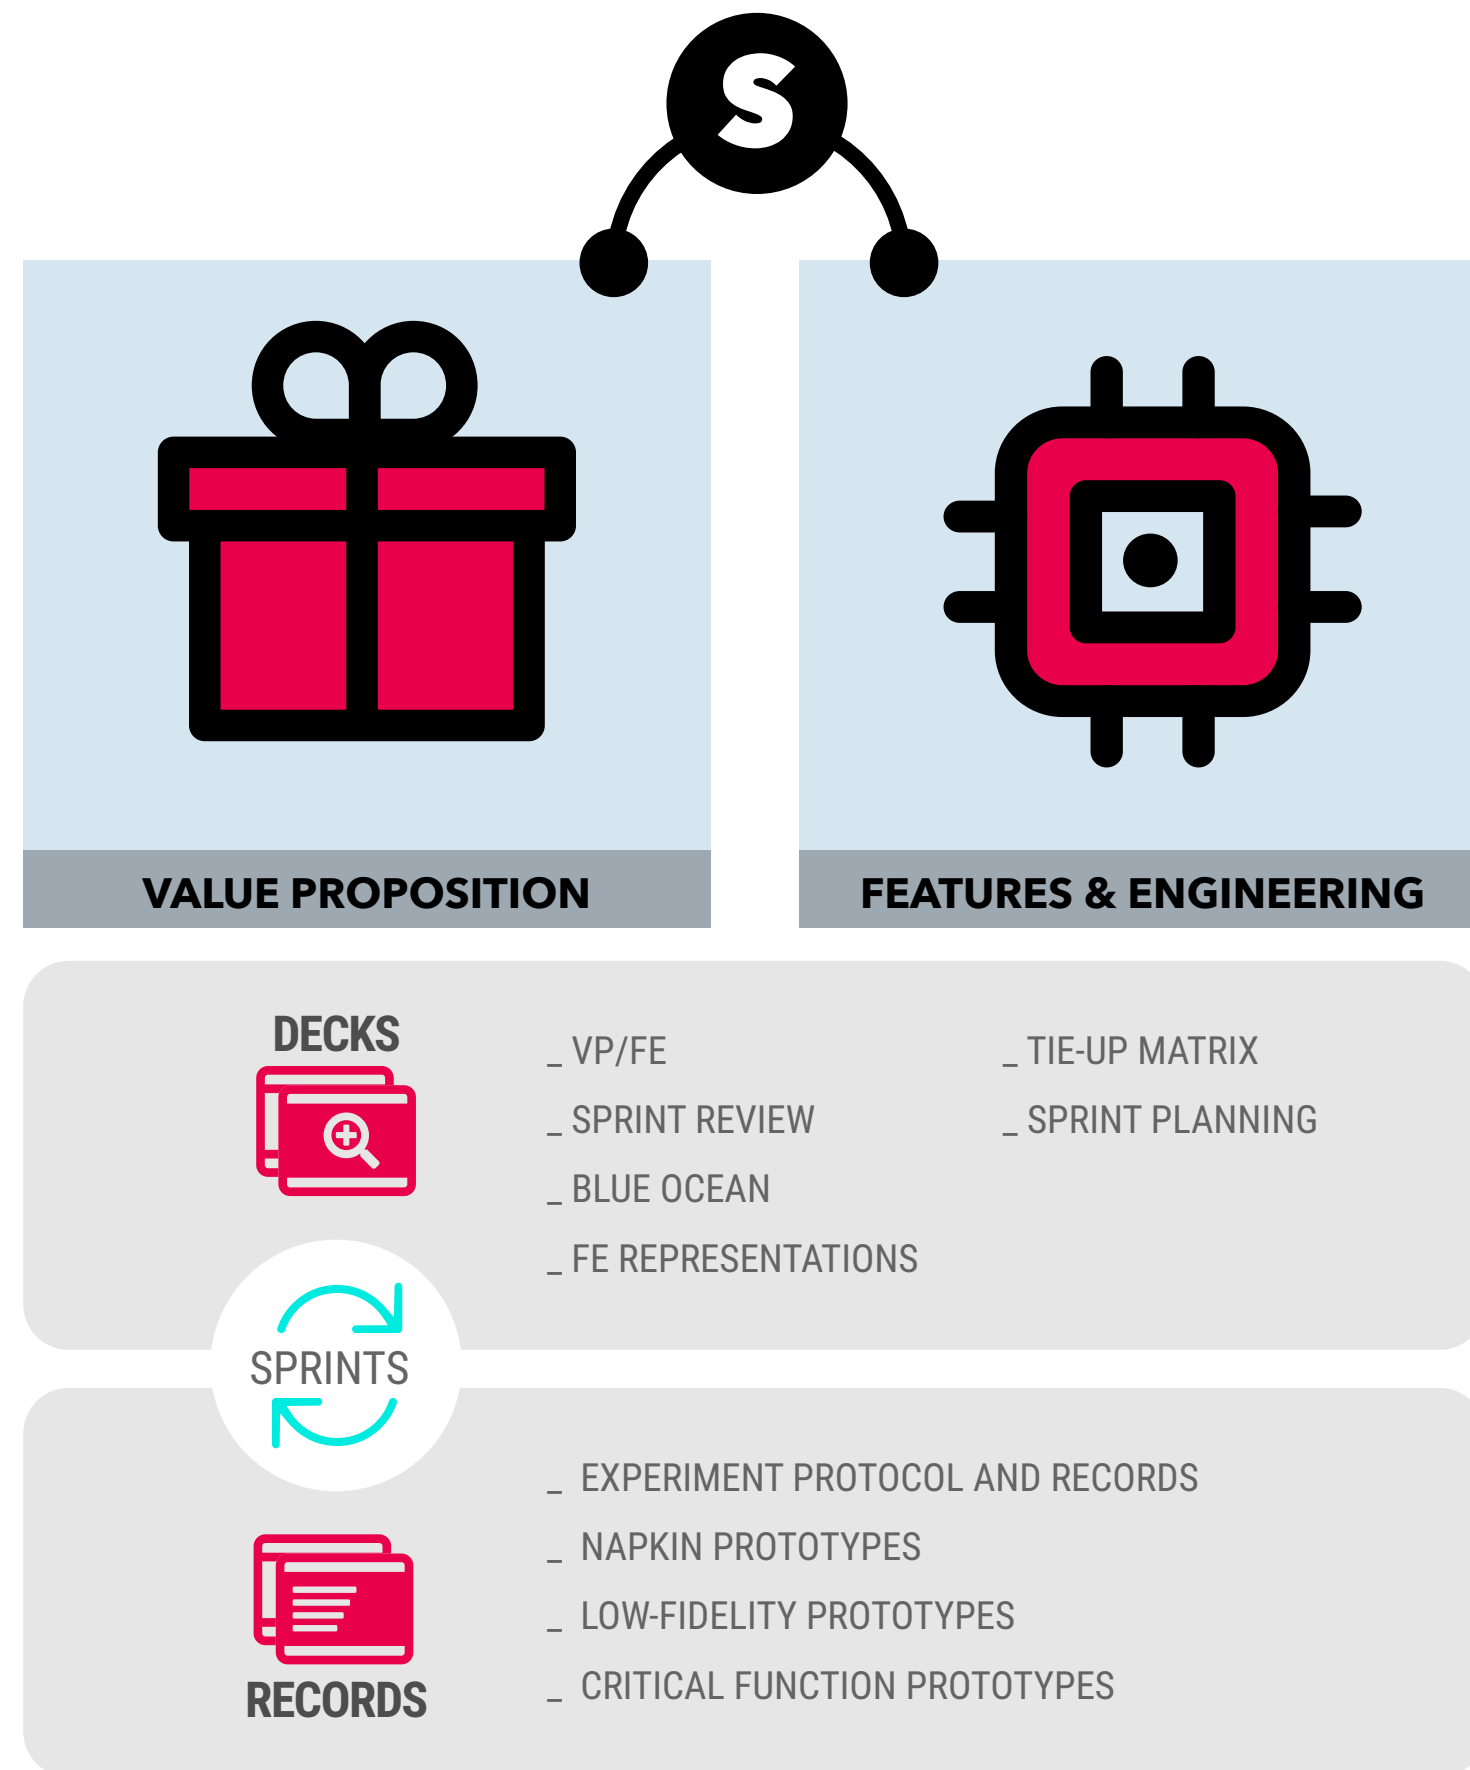 S
VALUE PROPOSITION
FEATURES & ENGINEERING
DECKS
_ VP/FE
_ SPRINT REVIEW
_ BLUE OCEAN
_ FE REPRESENTATIONS
_ TIE-UP MATRIX
_ SPRINT PLANNING
SPRINTS
_ EXPERIMENT PROTOCOL AND RECORDS
_ NAPKIN PROTOTYPES
_ LOW-FIDELITY PROTOTYPES
_ CRITICAL FUNCTION PROTOTYPES
RECORDS